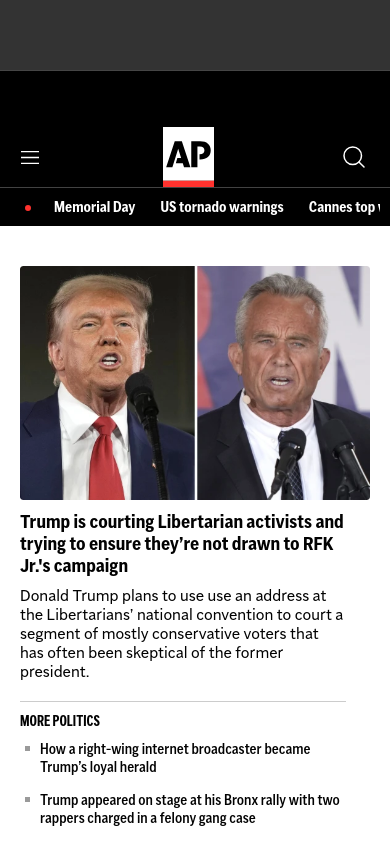 AP
Memorial Day US tornado warnings Cannes top
Trump is courting Libertarian activists and
trying to ensure they're not drawn to RFK
Jr.'s campaign
Donald Trump plans to use use an address at
the Libertarians' national convention to court a
segment of mostly conservative voters that
has often been skeptical of the former
president.
MORE POLITICS
How a right-wing internet broadcaster became
Trump's loyal herald
Trump appeared on stage at his Bronx rally with two
rappers charged in a felony gang case